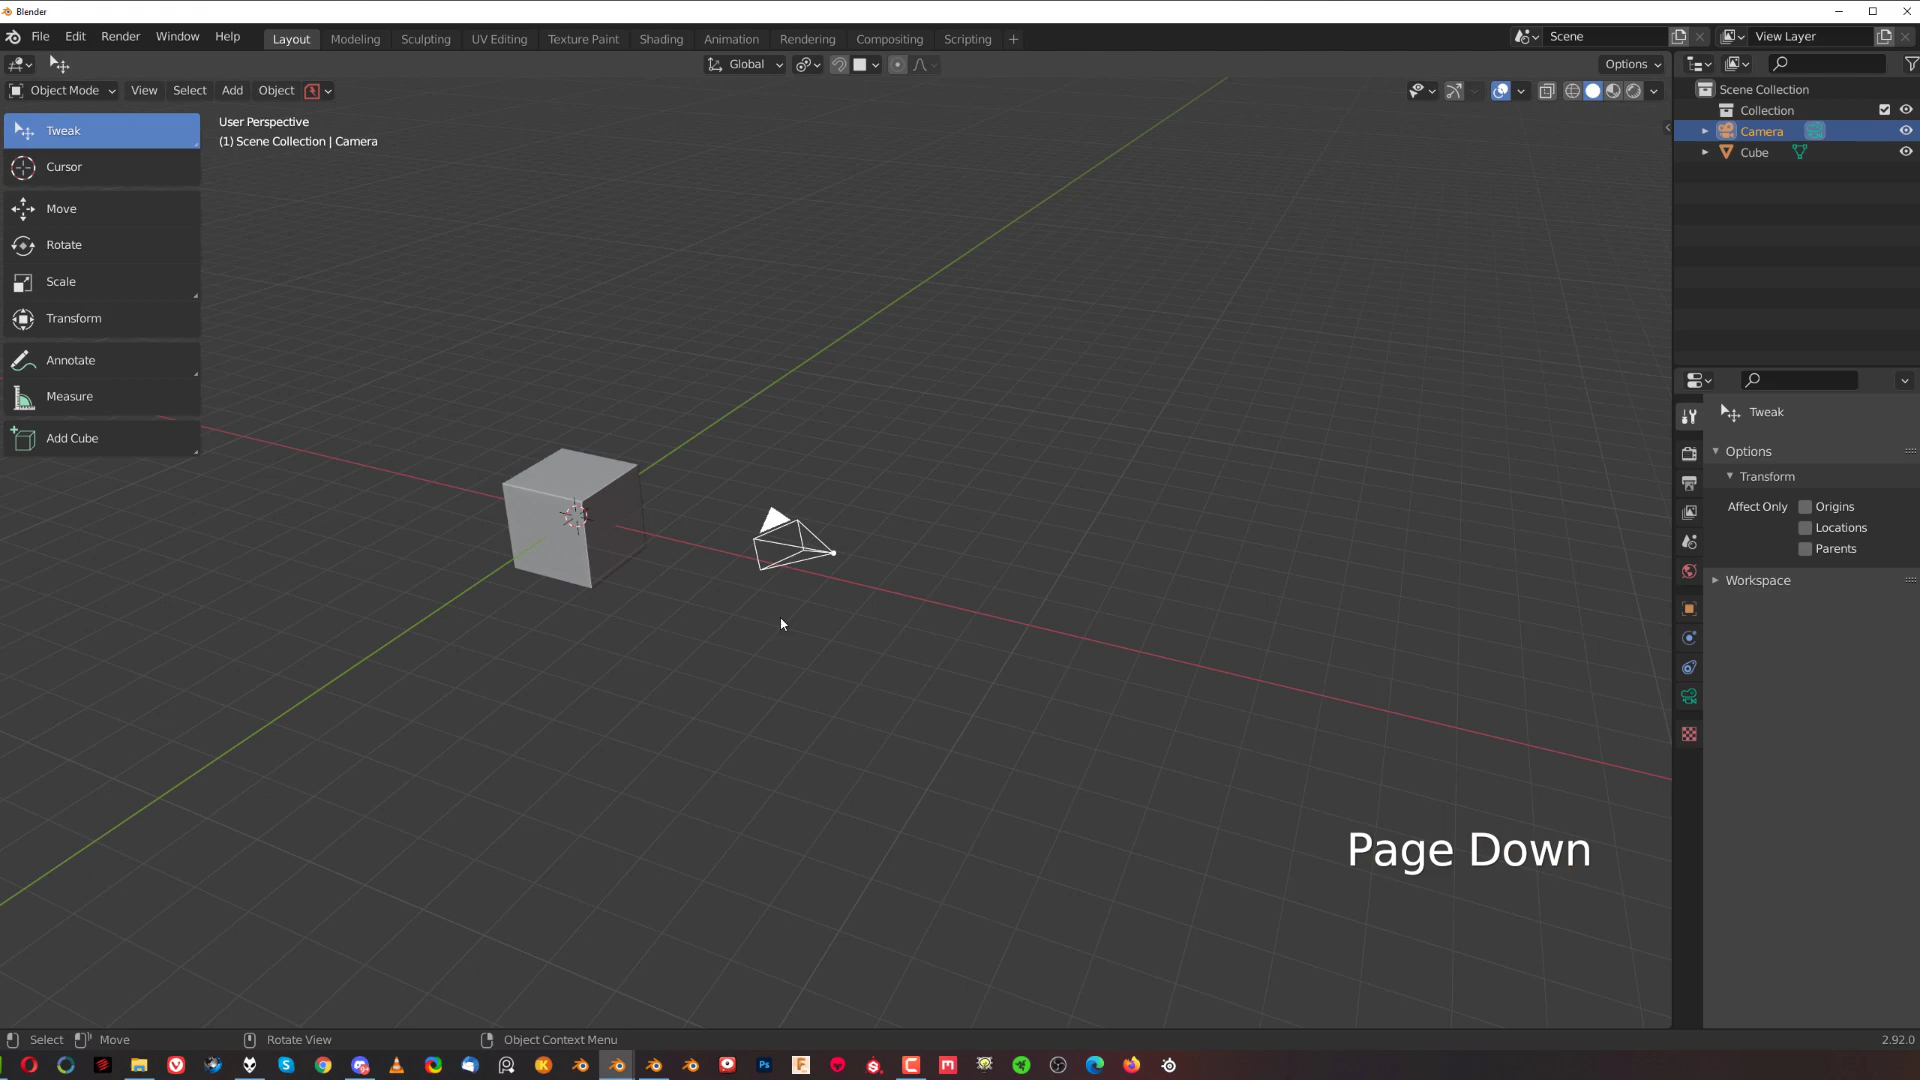 Blender
File Edit Render Window Help Layout Modeling Sculpting UV Editing Texture Paint Shading Animation Rendering Compositing Scripting + Scene View Layer
Global Options
Object Mode View Select Add Object
Scene Collection
Collection
Camera
Cube
Tweak
Cursor
Move
Rotate
Scale
Transform
Annotate
Measure
Add Cube
User Perspective
(1) Scene Collection | Camera
Tweak
Options
Transform
Affect Only Origins
Locations
Parents
Workspace
Page Down
Select Move Rotate View Object Context Menu 2.92.0
Ps